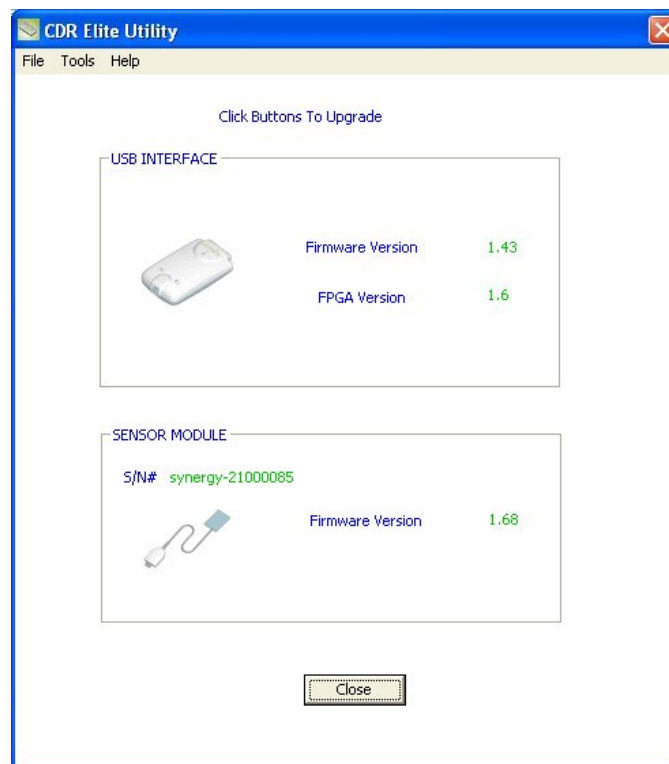 CDR Elite Utility
File Tools Help
Click Buttons To Upgrade
USB INTERFACE
Firmware Version 1.43
FPGA Version 1.6
SENSOR MODULE
S/N# synergy-21000085
Firmware Version 1.68
Close